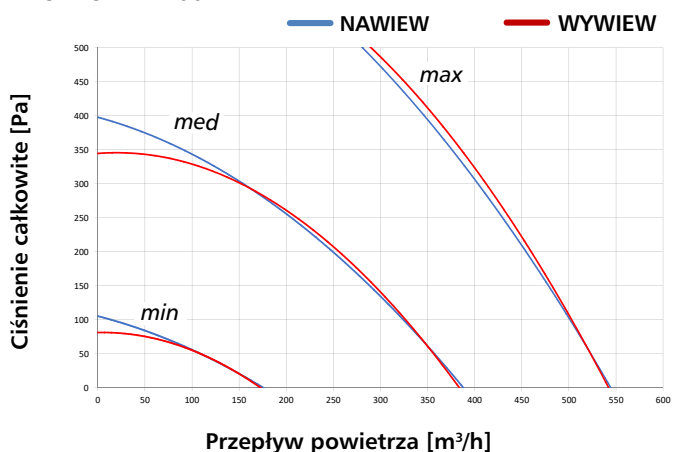 NAWIEW WYWIEW
500
450
400
350
300
250
200
150
100
50
0
max
med
min
0 50 100 150 200 250 300 350 400 450 500 550 600
Ciśnienie całkowite [Pa]
Przepływ powietrza [m³/h]